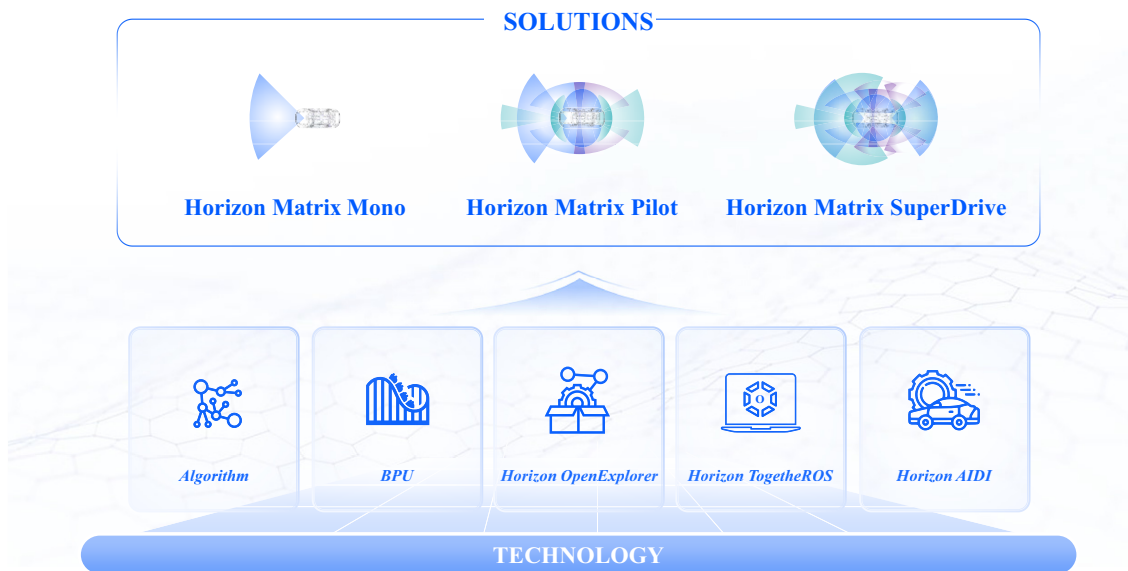 SOLUTIONS
Horizon Matrix Mono
Horizon Matrix Pilot
Horizon Matrix SuperDrive
O
Algorithm
BPU
Horizon OpenExplorer
Horizon TogetheROS
Horizon AIDI
TECHNOLOGY